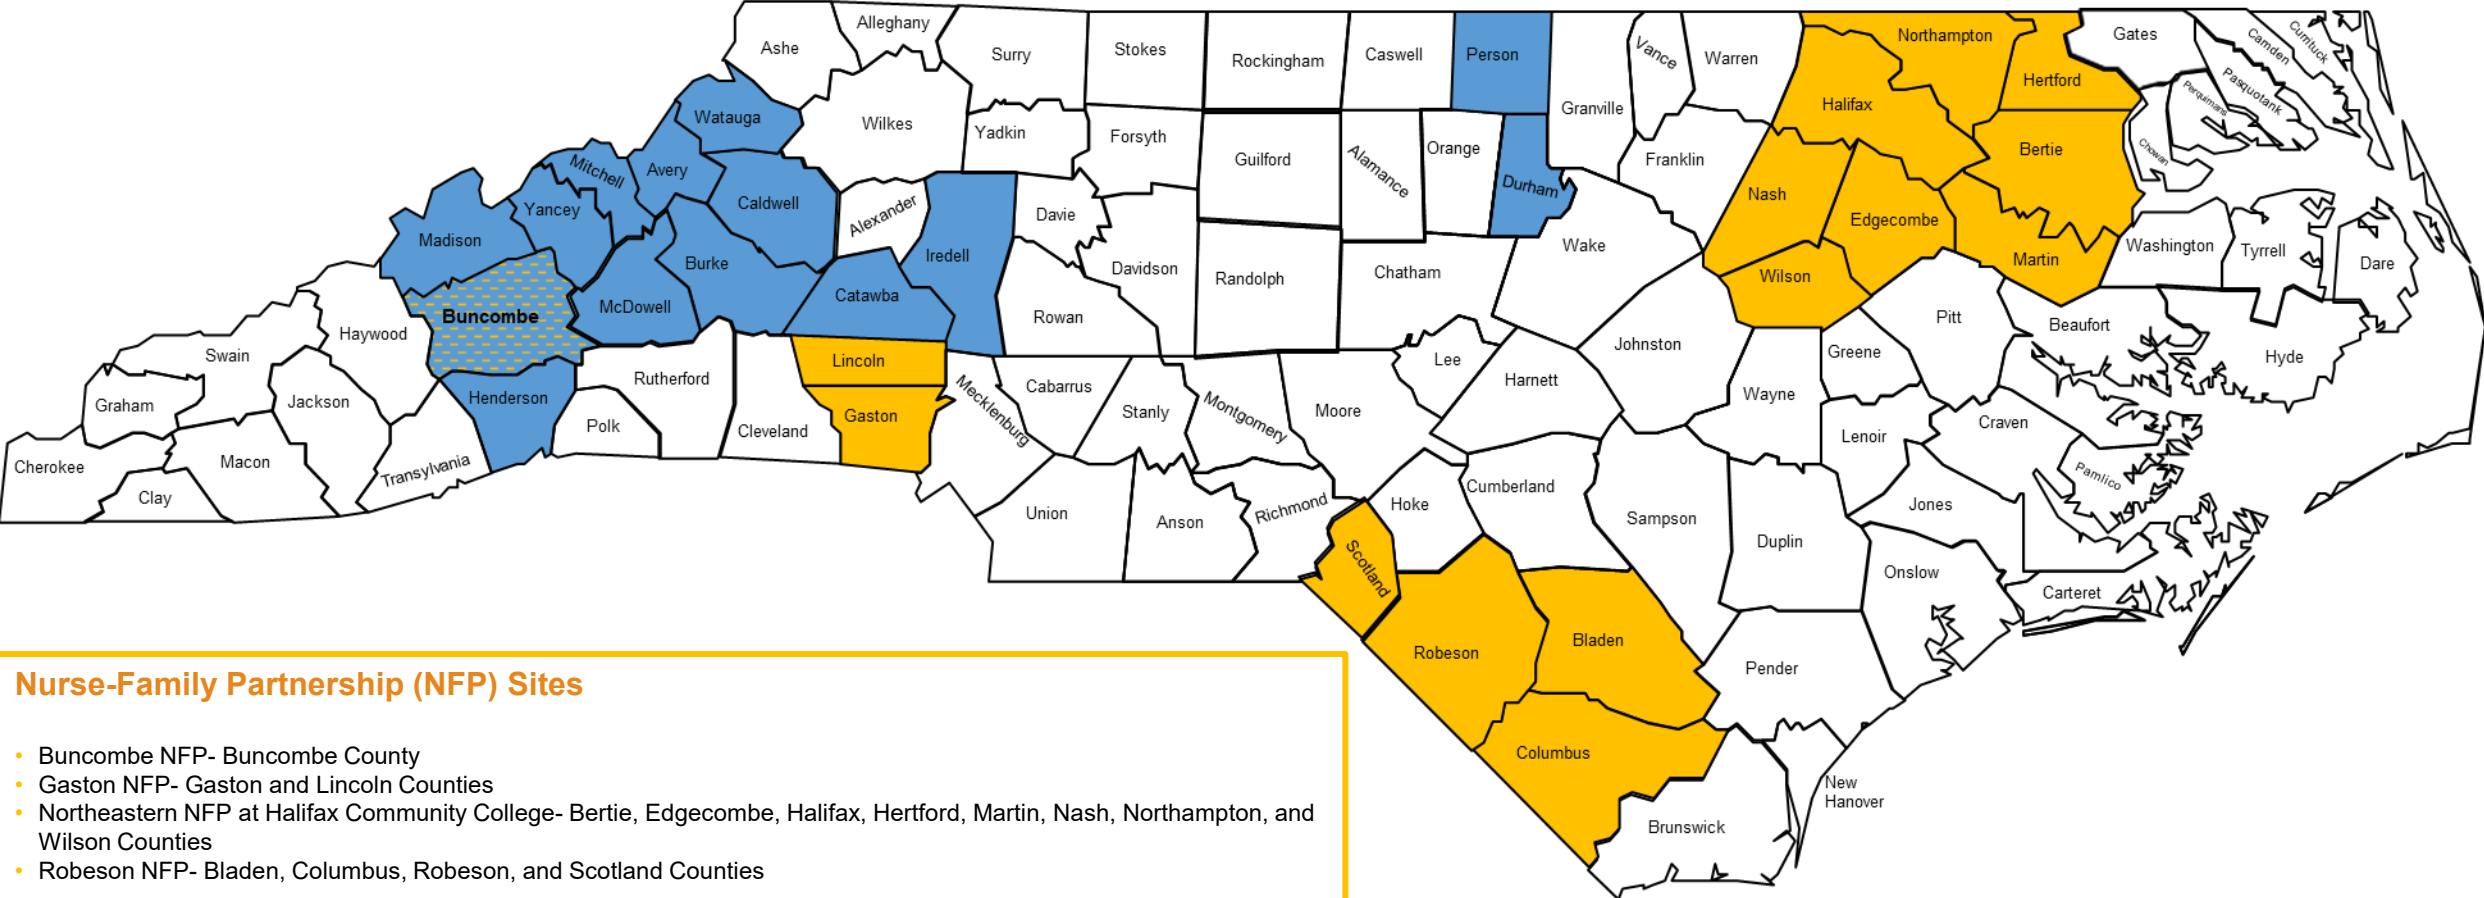 Alleghany
Ashe
Surry
Stokes
Rockingham
Caswell
Person
Vance
Warren
Northampton
Gates
Camden
Currituck
Hertford
Pasquotank
Perquimans
Granville
Halifax
Watauga
Wilkes
Yadkin
Forsyth
Guilford
Alamance
Orange
Durham
Franklin
Bertie
Chowan
Mitchell
Avery
Caldwell
Alexander
Yancey
Madison
Iredell
Davie
Nash
Edgecombe
Wake
Washington
Tyrrell
Dare
Martin
Burke
Davidson
Randolph
Chatham
Wilson
McDowell
Catawba
Buncombe
Rowan
Haywood
Pitt
Beaufort
Hyde
Swain
Johnston
Greene
Lincoln
Lee
Harnett
Wayne
Rutherford
Henderson
Cabarrus
Mecklenburg
Stanly
Montgomery
Moore
Graham
Jackson
Gaston
Polk
Cleveland
Lenoir
Craven
Cherokee
Macon
Transylvania
Clay
Pamlico
Union
Anson
Richmond
Hoke
Cumberland
Sampson
Jones
Duplin
Scotland
Onslow
Carteret
Robeson
Bladen
Pender
Columbus
New
Hanover
Brunswick
Nurse-Family Partnership (NFP) Sites
• Buncombe NFP- Buncombe County
• Gaston NFP- Gaston and Lincoln Counties
• Northeastern NFP at Halifax Community College- Bertie, Edgecombe, Halifax, Hertford, Martin, Nash, Northampton, and
Wilson Counties
• Robeson NFP- Bladen, Columbus, Robeson, and Scotland Counties